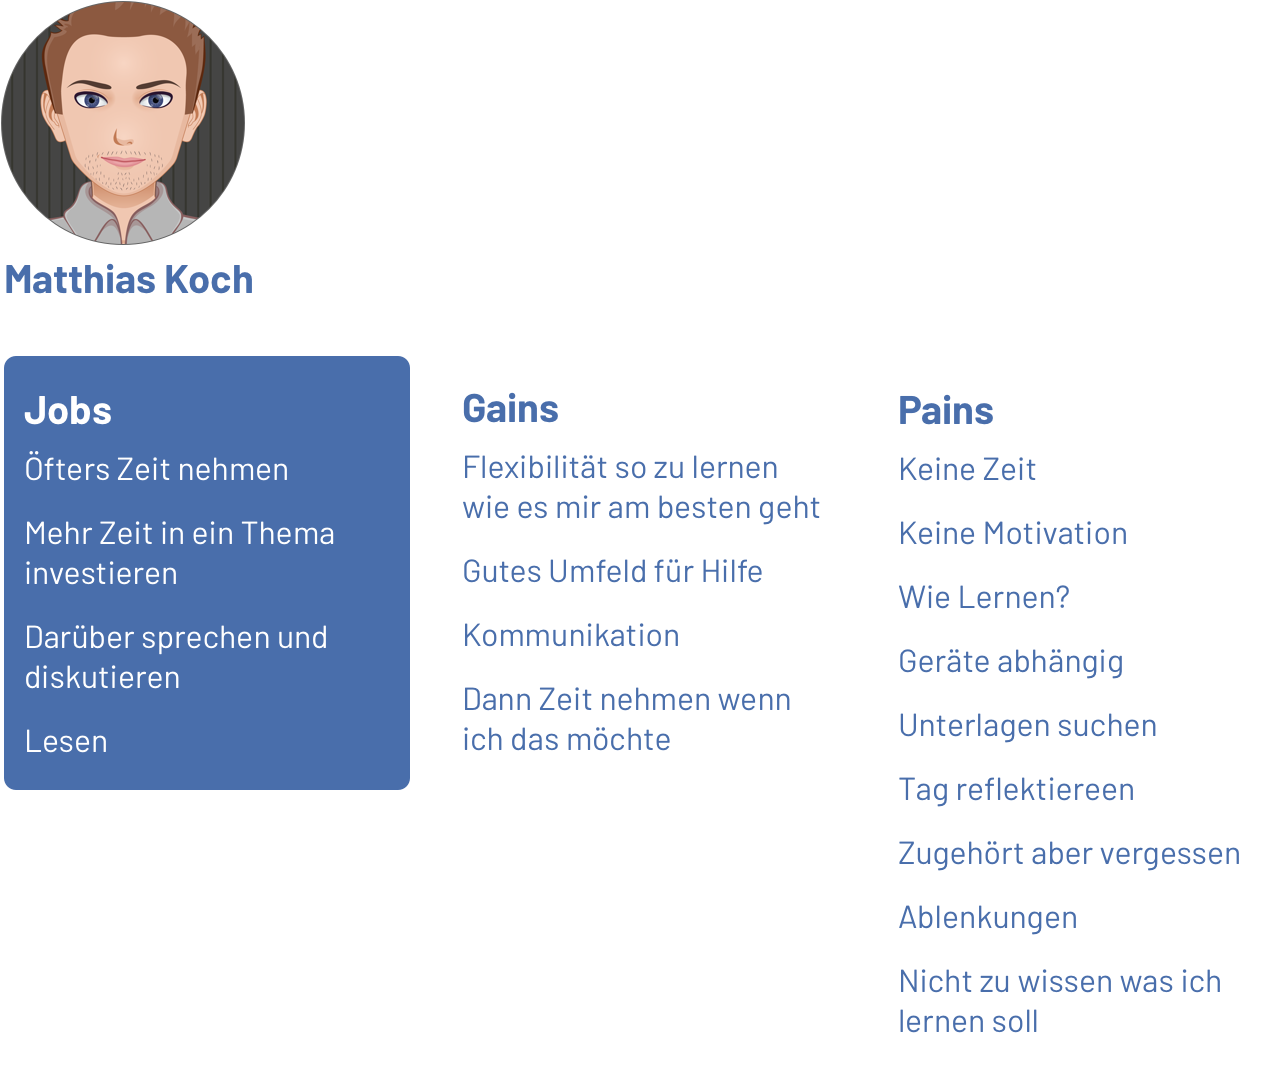 Matthias Koch
Jobs
Öfters Zeit nehmen
Mehr Zeit in ein Thema
investieren
Darüber sprechen und
diskutieren
Lesen
Gains
Flexibilität so zu lernen
wie es mir am besten geht
Gutes Umfeld für Hilfe
Kommunikation
Dann Zeit nehmen wenn
ich das möchte
Pains
Keine Zeit
Keine Motivation
Wie Lernen?
Geräte abhängig
Unterlagen suchen
Tag reflektiereen
Zugehört aber vergessen
Ablenkungen
Nicht zu wissen was ich
lernen soll